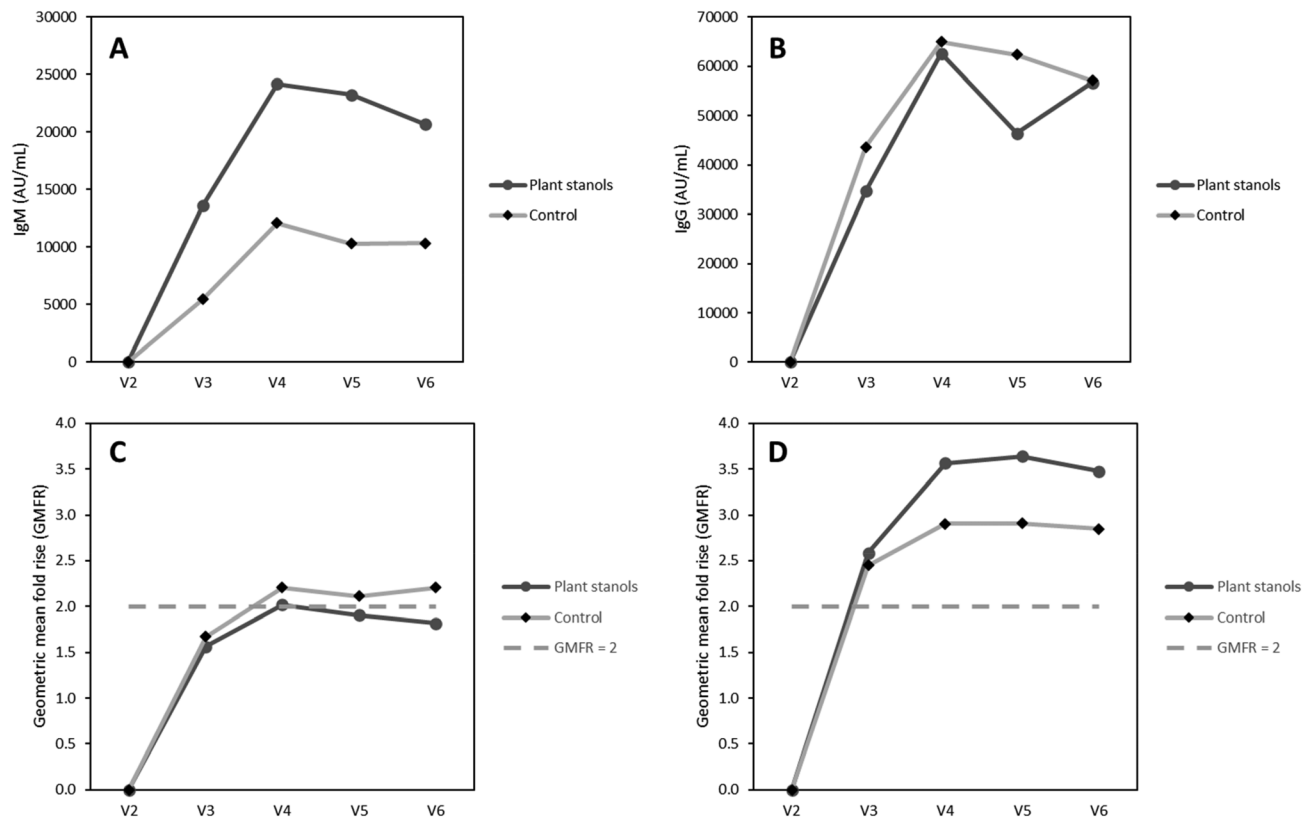 A
IgM (AU/mL)
30000
25000
20000
15000
10000
5000
0
V2 V3 V4 V5 V6
Plant stanols
Control
B
IgG (AU/mL)
70000
60000
50000
40000
30000
20000
10000
0
V2 V3 V4 V5 V6
Plant stanols
Control
C
Geometric mean fold rise (GMFR)
4.0
3.5
3.0
2.5
2.0
1.5
1.0
0.5
0.0
V2 V3 V4 V5 V6
Plant stanols
Control
GMFR = 2
D
Geometric mean fold rise (GMFR)
4.0
3.5
3.0
2.5
2.0
1.5
1.0
0.5
0.0
V2 V3 V4 V5 V6
Plant stanols
Control
GMFR = 2